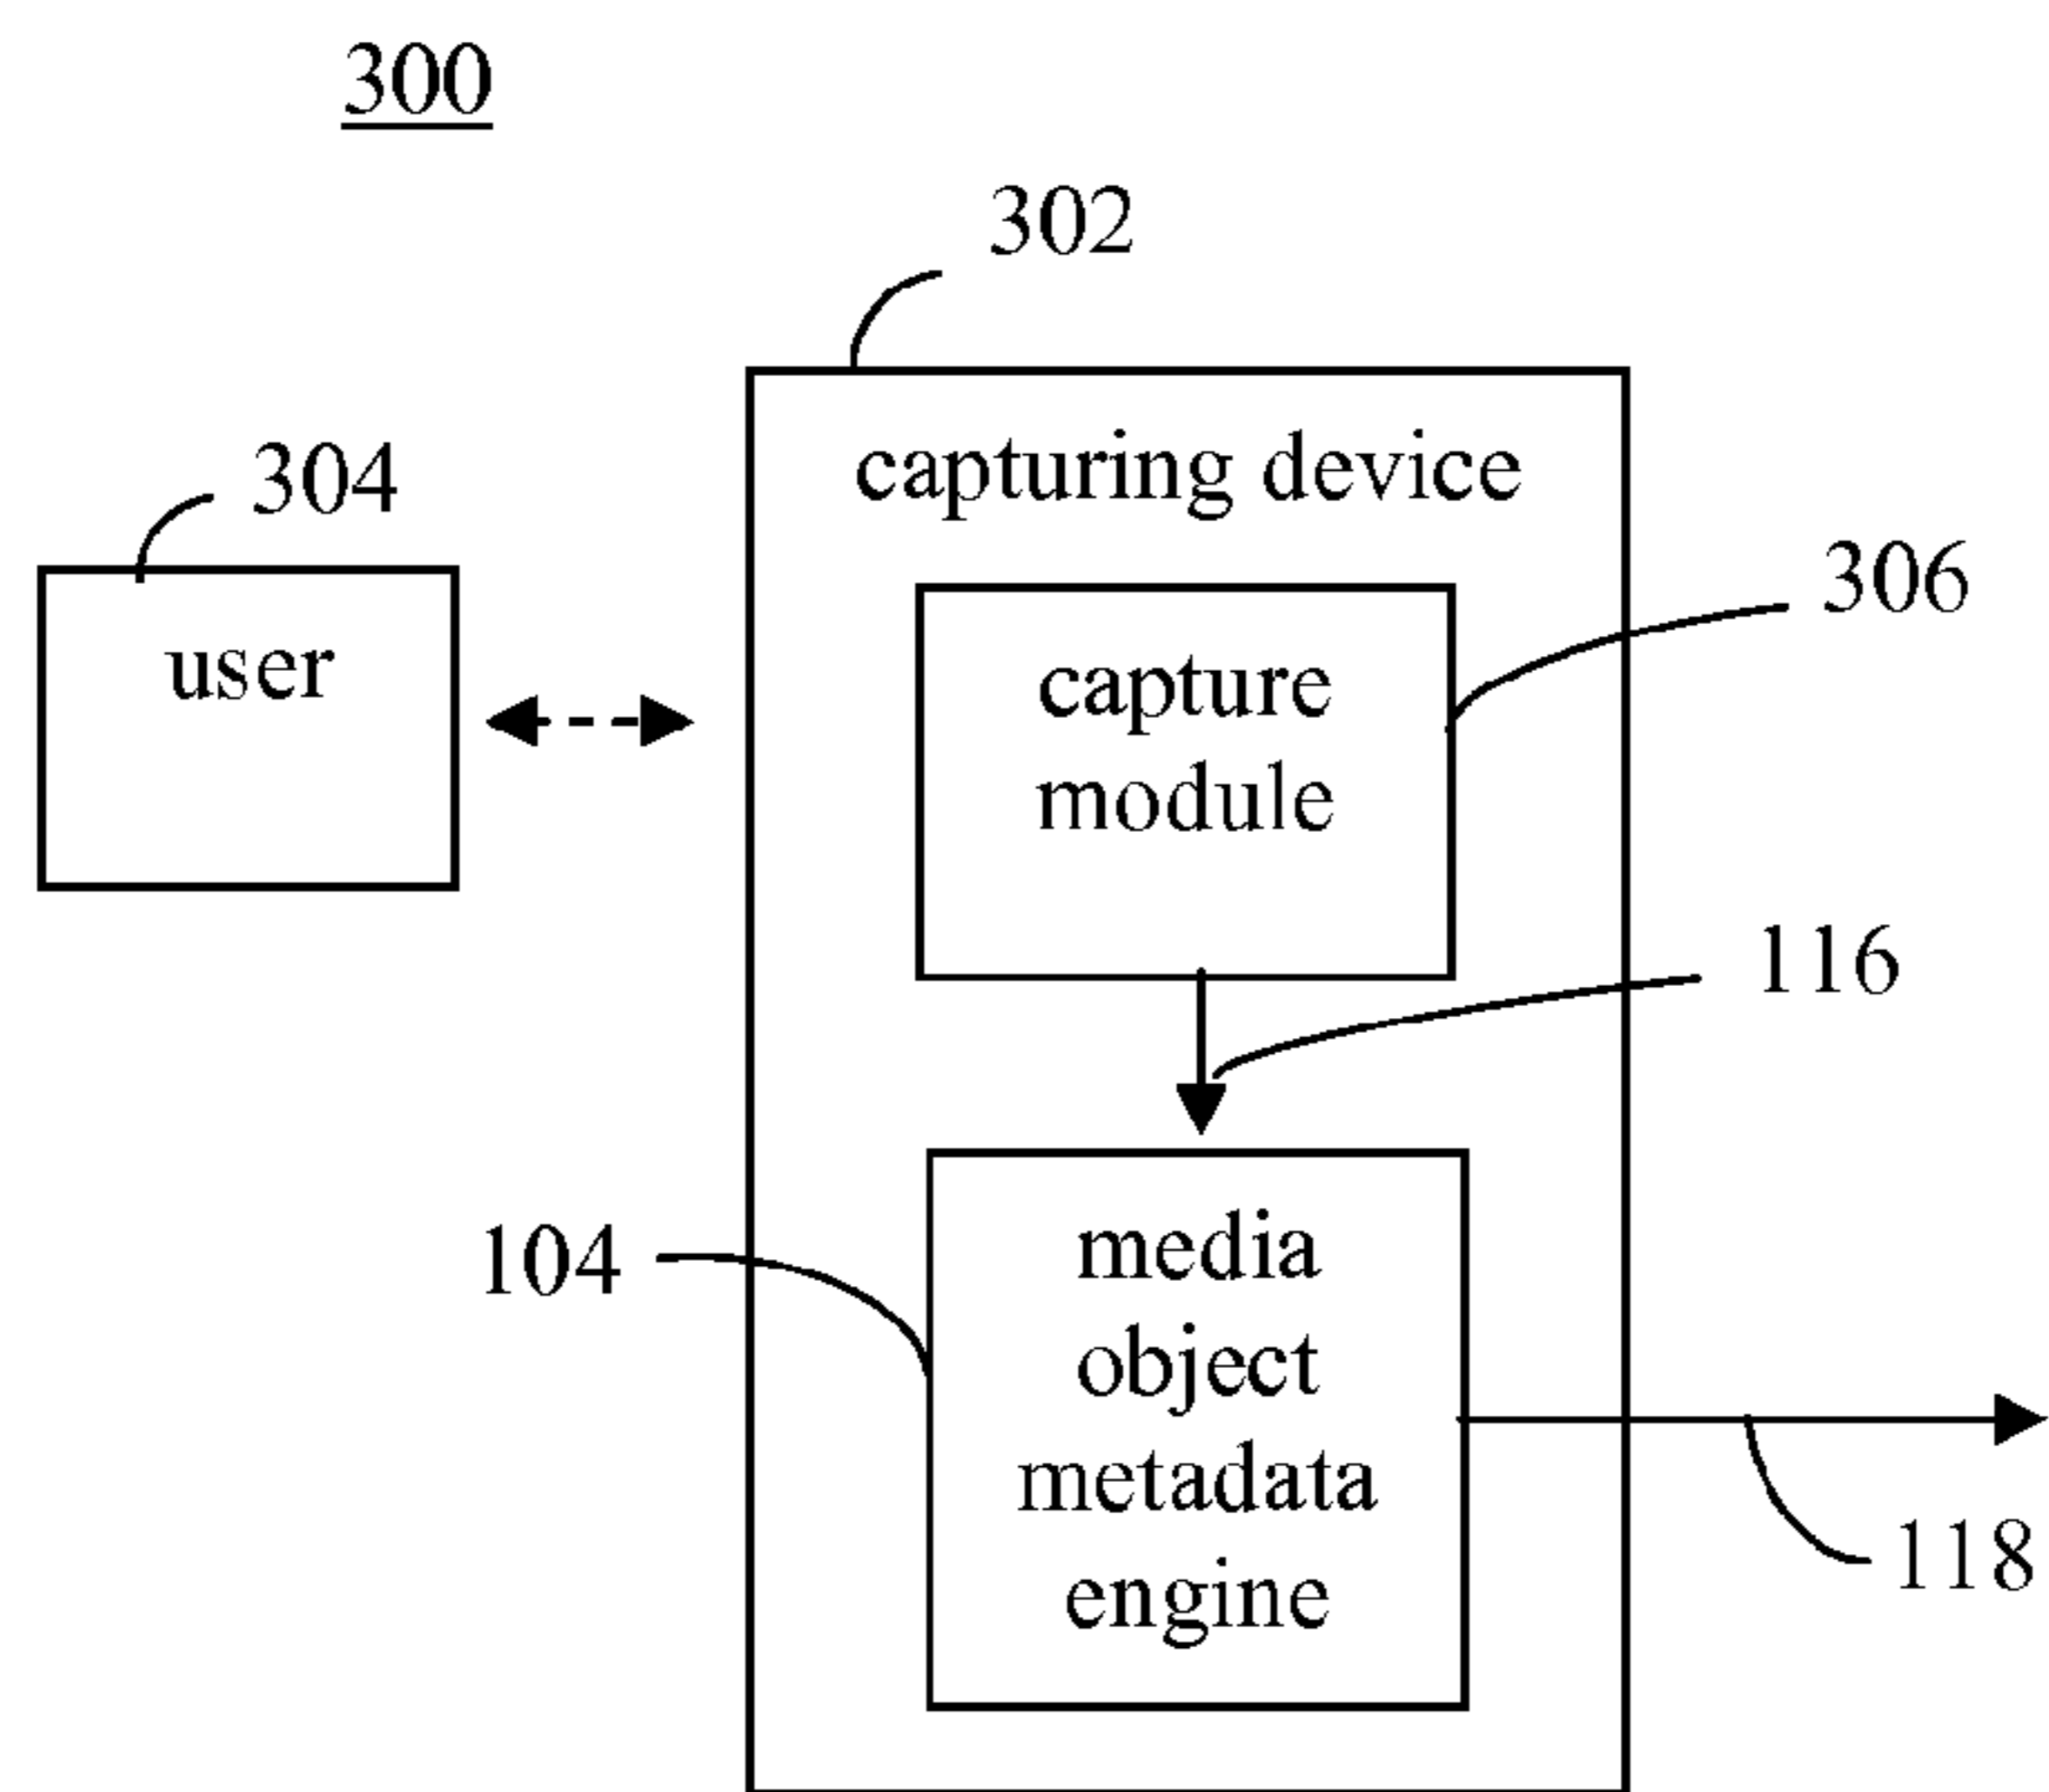 300
302
capturing device
304
user
306
capture
module
116
104
media
object
metadata
engine
118